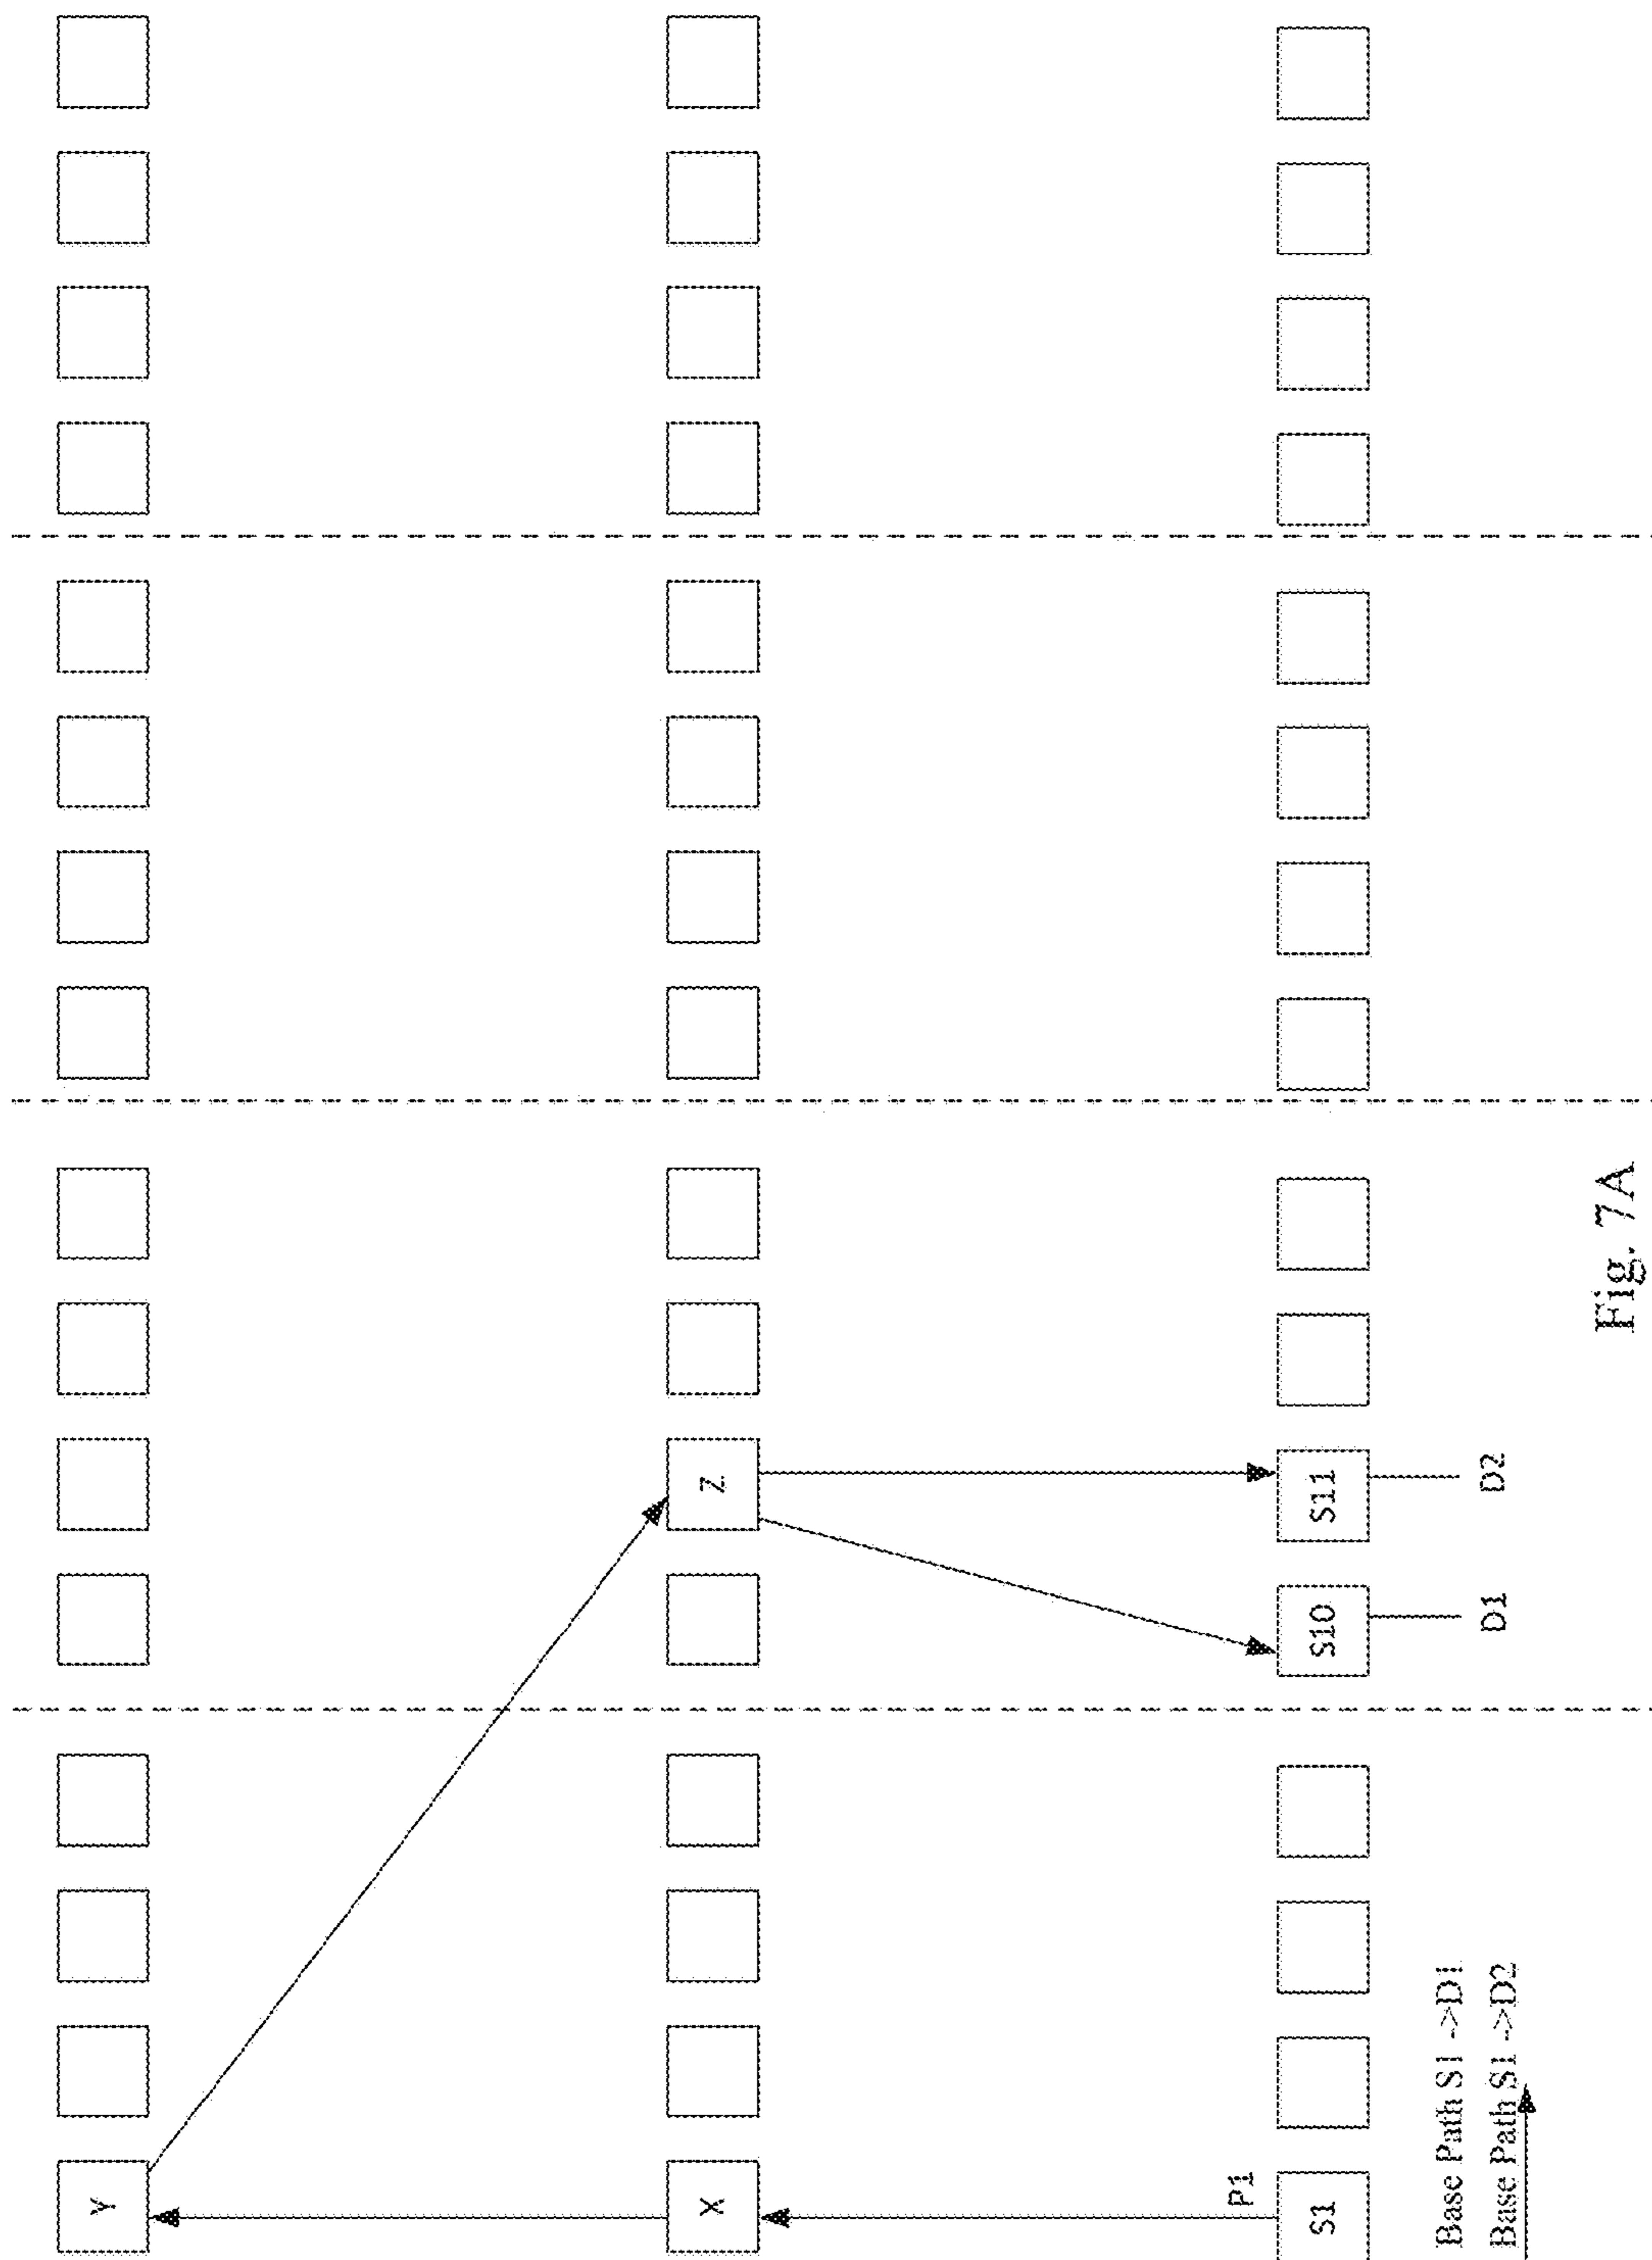 Y
X
Z
P1
S1
S10
S11
D1
D2
Base Path S1 ->D1
Base Path S1 ->D2
Fig. 7A